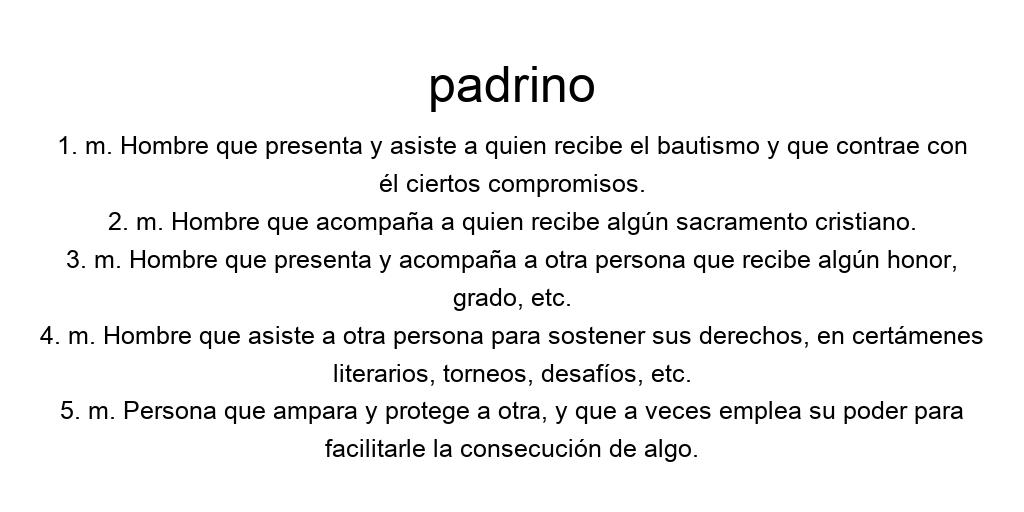 padrino
1. m. Hombre que presenta y asiste a quien recibe el bautismo y que contrae con
él ciertos compromisos.
2. m. Hombre que acompaña a quien recibe algún sacramento cristiano.
3. m. Hombre que presenta y acompaña a otra persona que recibe algún honor,
grado, etc.
4. m. Hombre que asiste a otra persona para sostener sus derechos, en certámenes
literarios, torneos, desafíos, etc.
5. m. Persona que ampara y protege a otra, y que a veces emplea su poder para
facilitarle la consecución de algo.